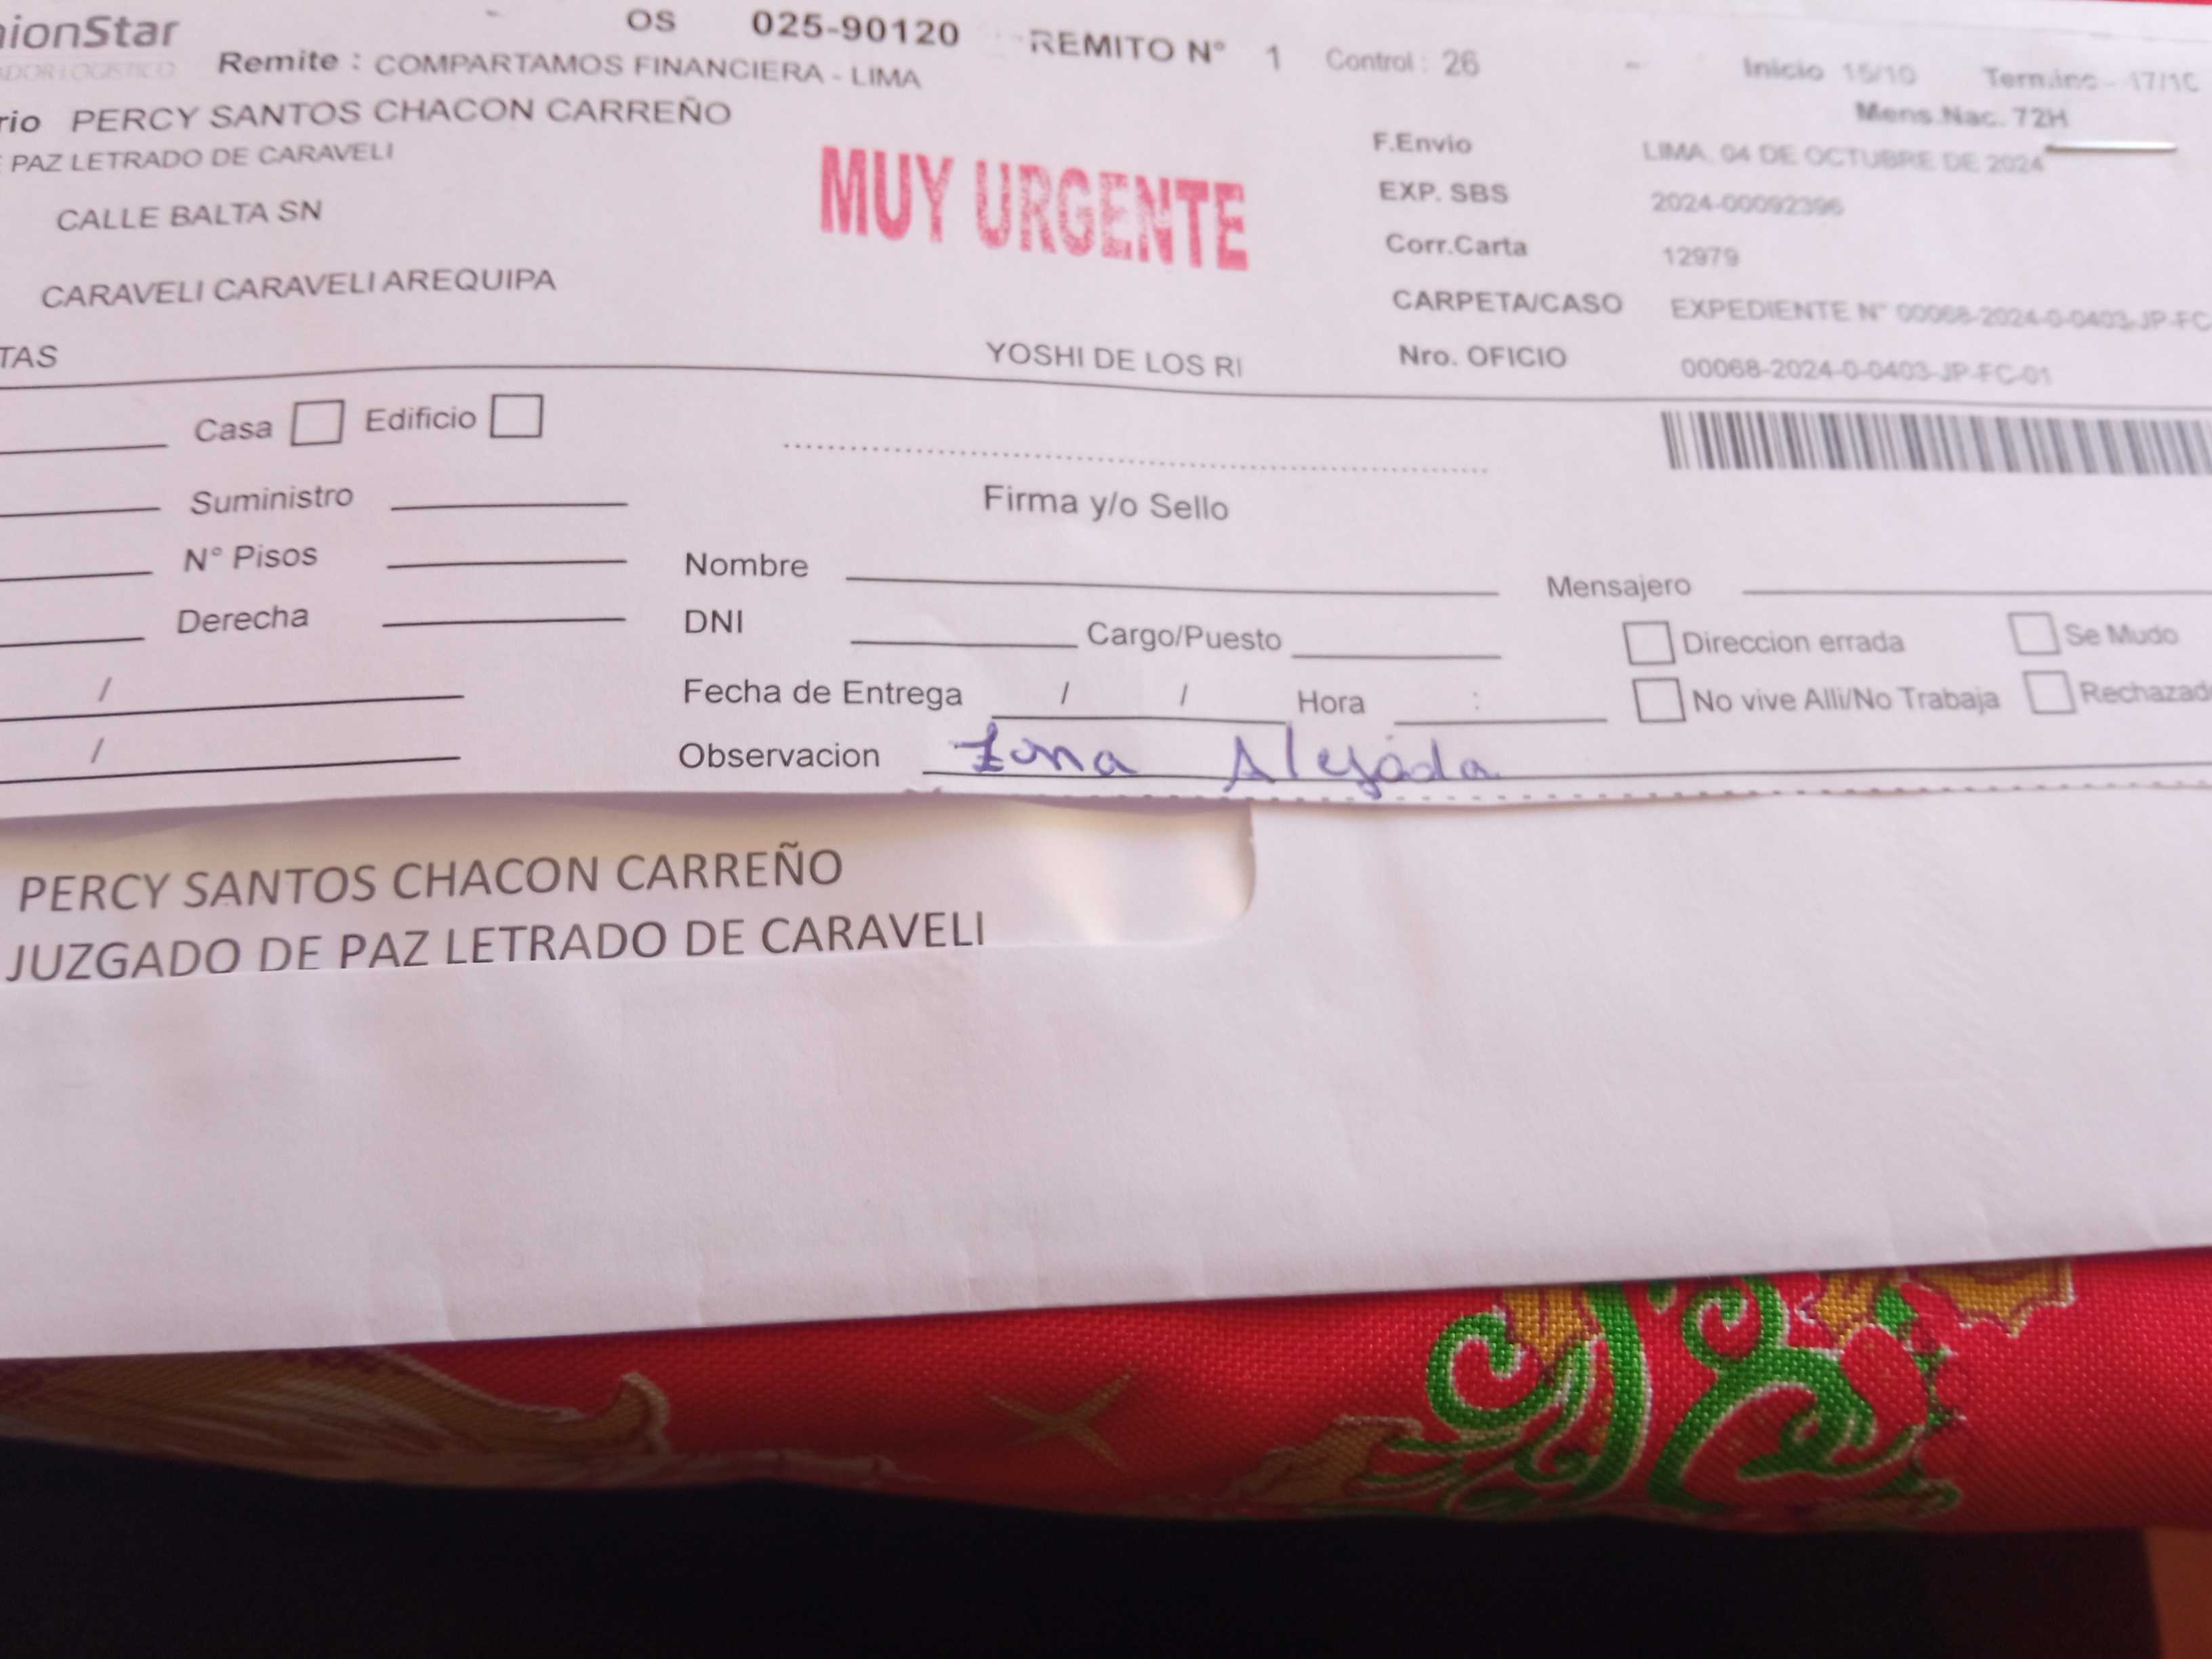 ionStar OS 025-90120 REMITO N° 1 Control : 26 - Inicio 15/10 Termino - 17/10
ADOR LOGISTICO Remite : COMPARTAMOS FINANCIERA - LIMA
Mens.Nac. 72H
rio PERCY SANTOS CHACON CARREÑO
PAZ LETRADO DE CARAVELI
F.Envio LIMA, 04 DE OCTUBRE DE 2024
MUY URGENTE
CALLE BALTA SN
EXP. SBS 2024-00092396
Corr.Carta 12979
CARAVELI CARAVELI AREQUIPA
CARPETA/CASO EXPEDIENTE N° 00068-2024-0-0403-JP-FC-
TAS YOSHI DE LOS RI Nro. OFICIO 00068-2024-0-0403-JP-FC-01
Casa Edificio
Suministro Firma y/o Sello
N° Pisos Nombre Mensajero
Derecha DNI Cargo/Puesto Direccion errada Se Mudo
/ Fecha de Entrega / / Hora : No vive Alli/No Trabaja Rechazad
/ Observacion Zona Alejada
PERCY SANTOS CHACON CARREÑO
JUZGADO DE PAZ LETRADO DE CARAVELI